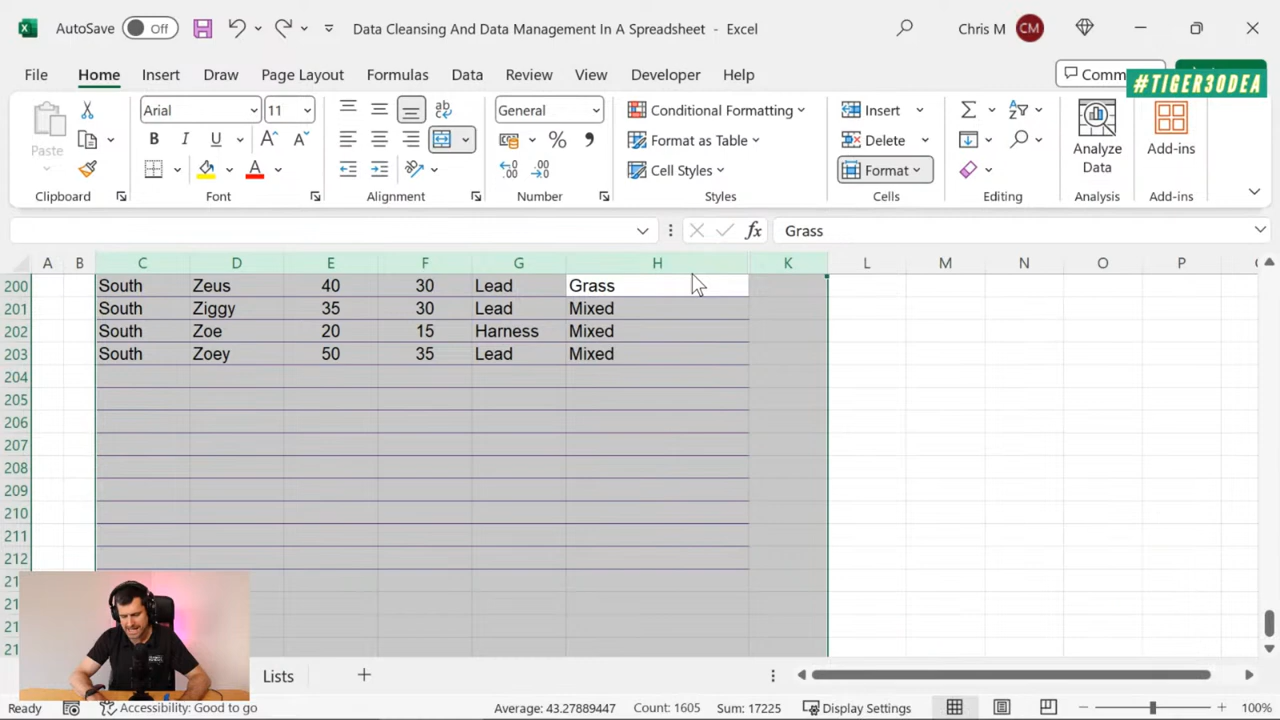 AutoSave Off Data Cleansing And Data Management In A Spreadsheet - Excel Chris M CM
File Home Insert Draw Page Layout Formulas Data Review View Developer Help Comm
#TIGER30DEA
Paste
Clipboard
Arial 11
B I U A A
A
Font
ab
Alignment
General
% 9
Number
Conditional Formatting
Format as Table
Cell Styles
Styles
Insert
Delete
Format
Cells
Editing
Analyze
Data
Analysis
Add-ins
Add-ins
fx Grass
A B C D E F G H K L M N O P
200 South Zeus 40 30 Lead Grass
201 South Ziggy 35 30 Lead Mixed
202 South Zoe 20 15 Harness Mixed
203 South Zoey 50 35 Lead Mixed
204
205
206
207
208
209
210
211
212
21
21
21
21
Lists
Ready Accessibility: Good to go Average: 43.27889447 Count: 1605 Sum: 17225 Display Settings 100%